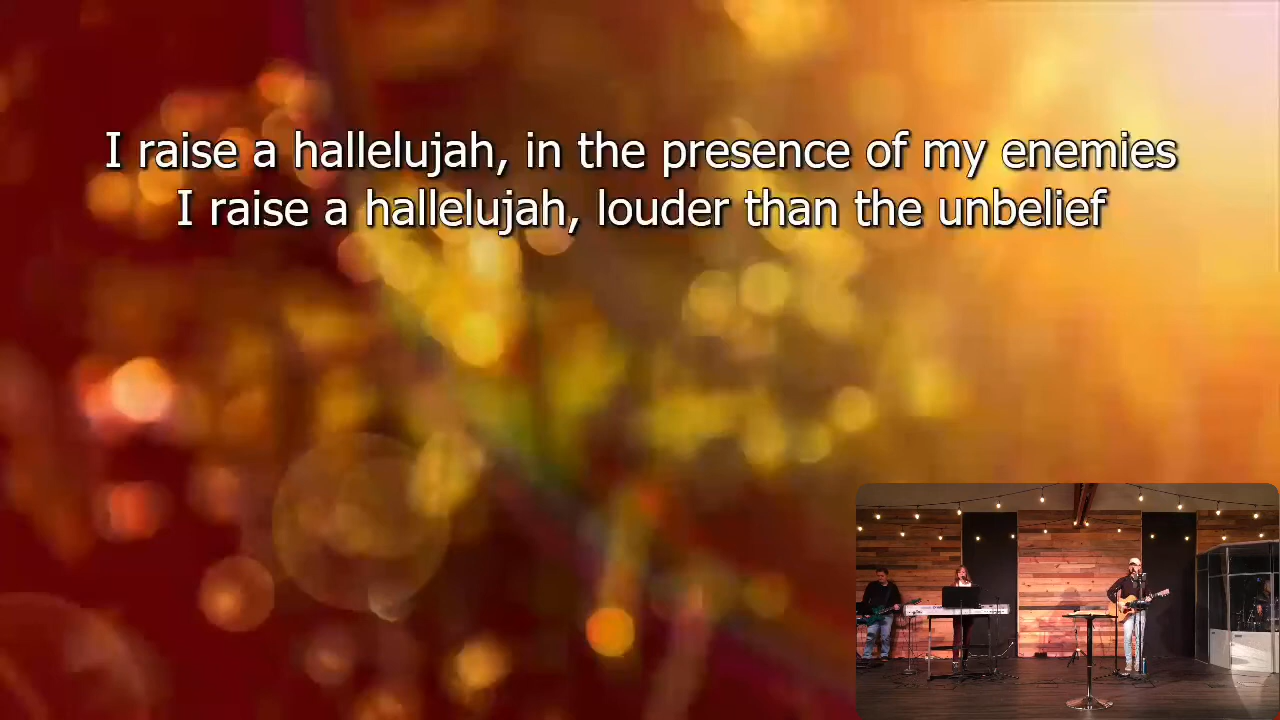 I raise a hallelujah, in the presence of my enemies
I raise a hallelujah, louder than the unbelief